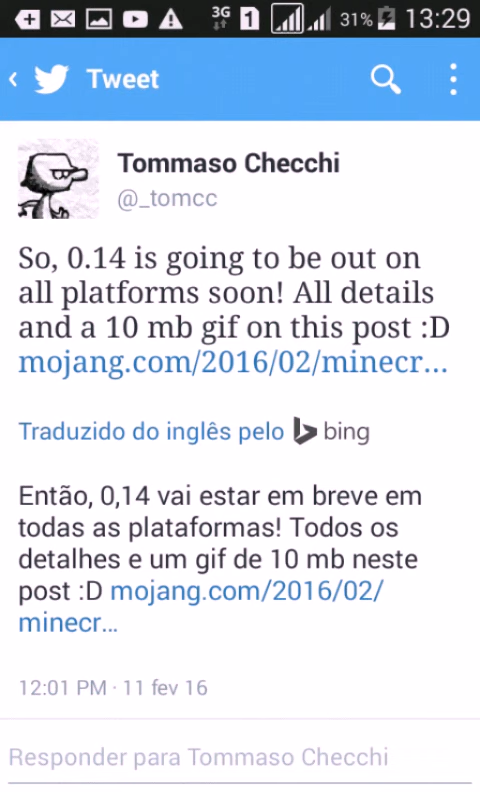 3G 1 31% 13:29
Tweet
Tommaso Checchi
@_tomcc
So, 0.14 is going to be out on
all platforms soon! All details
and a 10 mb gif on this post :D
mojang.com/2016/02/minecr...
Traduzido do inglês pelo bing
Então, 0,14 vai estar em breve em
todas as plataformas! Todos os
detalhes e um gif de 10 mb neste
post :D mojang.com/2016/02/
minecr...
12:01 PM · 11 fev 16
Responder para Tommaso Checchi